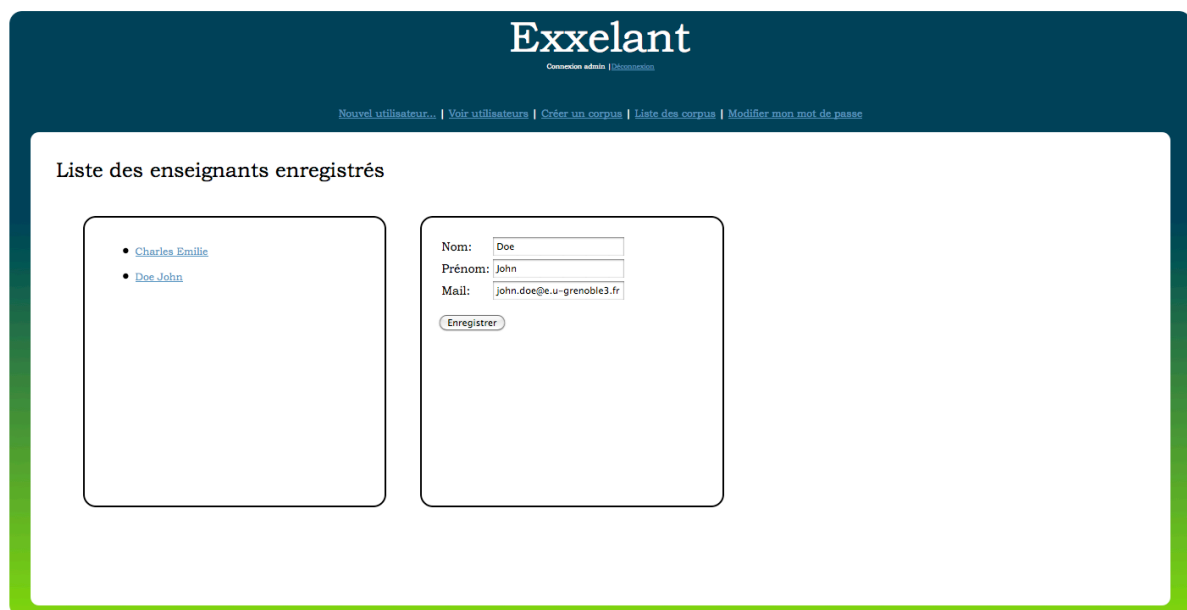 Exxelant
Connexion admin |Déconnexion
Nouvel utilisateur... | Voir utilisateurs | Créer un corpus | Liste des corpus | Modifier mon mot de passe
Liste des enseignants enregistrés
Charles Emilie
Doe John
Nom: Doe
Prénom: John
Mail: john.doe@e.u-grenoble3.fr
Enregistrer